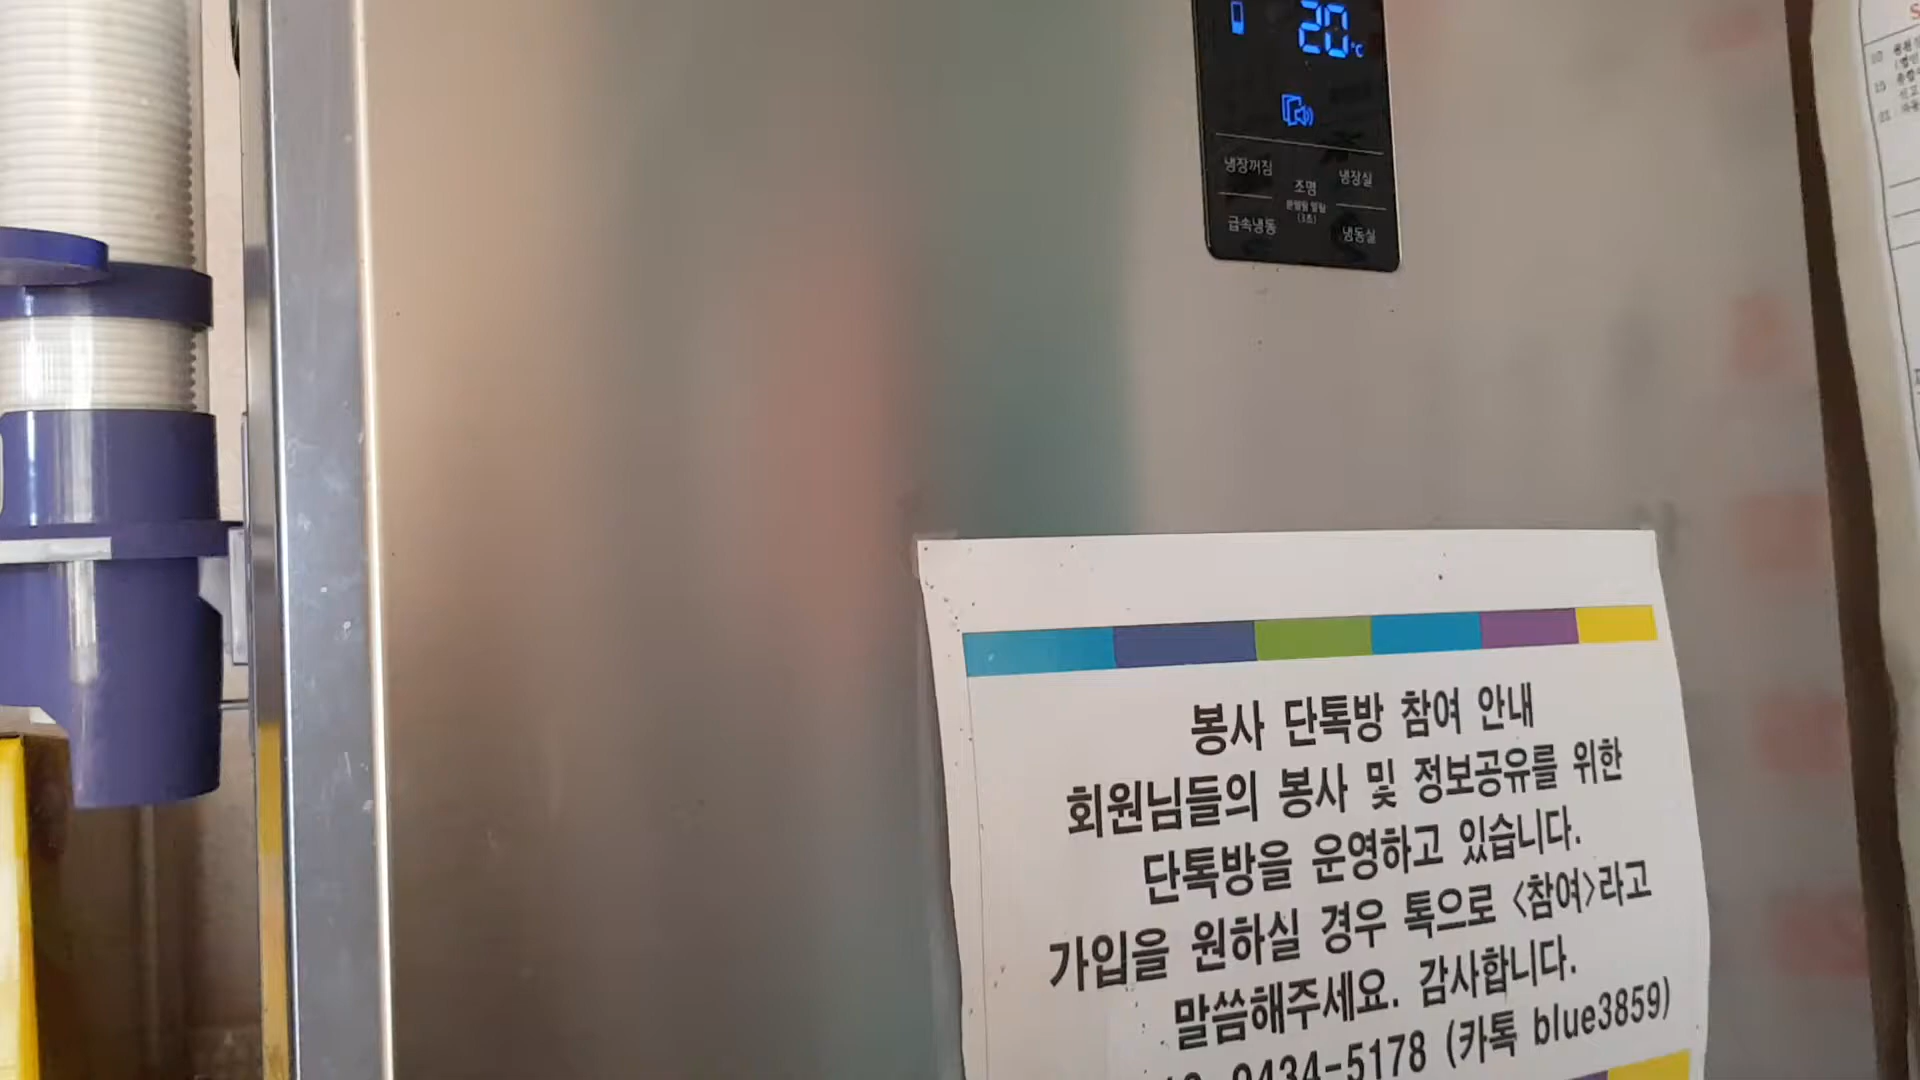 20°C
냉장꺼짐
냉장실
조명
(3초)
급속냉동
냉동실
봉사 단톡방 참여 안내
회원님들의 봉사 및 정보공유를 위한
단톡방을 운영하고 있습니다.
가입을 원하실 경우 톡으로 <참여>라고
말씀해주세요. 감사합니다.
9434-5178 (카톡 blue3859)